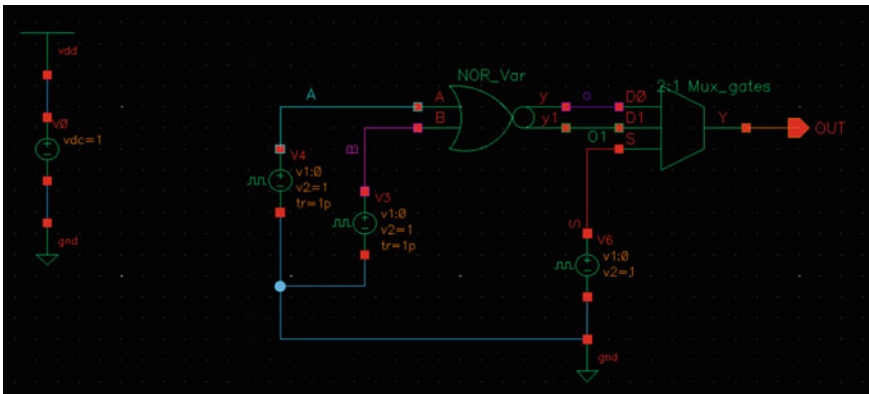 vdd
V0
vdc=1
gnd
A
V4
v1:0
v2=1
tr=1p
B
V3
v1:0
v2=1
tr=1p
NOR_Var
A
B
y
y1
o
O1
2:1 Mux_gates
D0
D1
S
Y
OUT
S
V6
v1:0
v2=.1
gnd